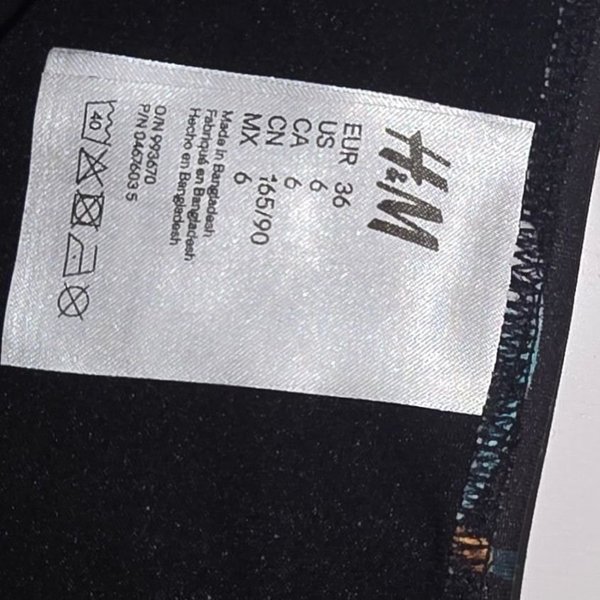 H&M
EUR 36
US 6
CA 6
CN 165/90
MX 6
Made in Bangladesh
Fabriqué en Bangladesh
Hecho en Bangladesh
O/N 993670
P/N 0467603 5
40